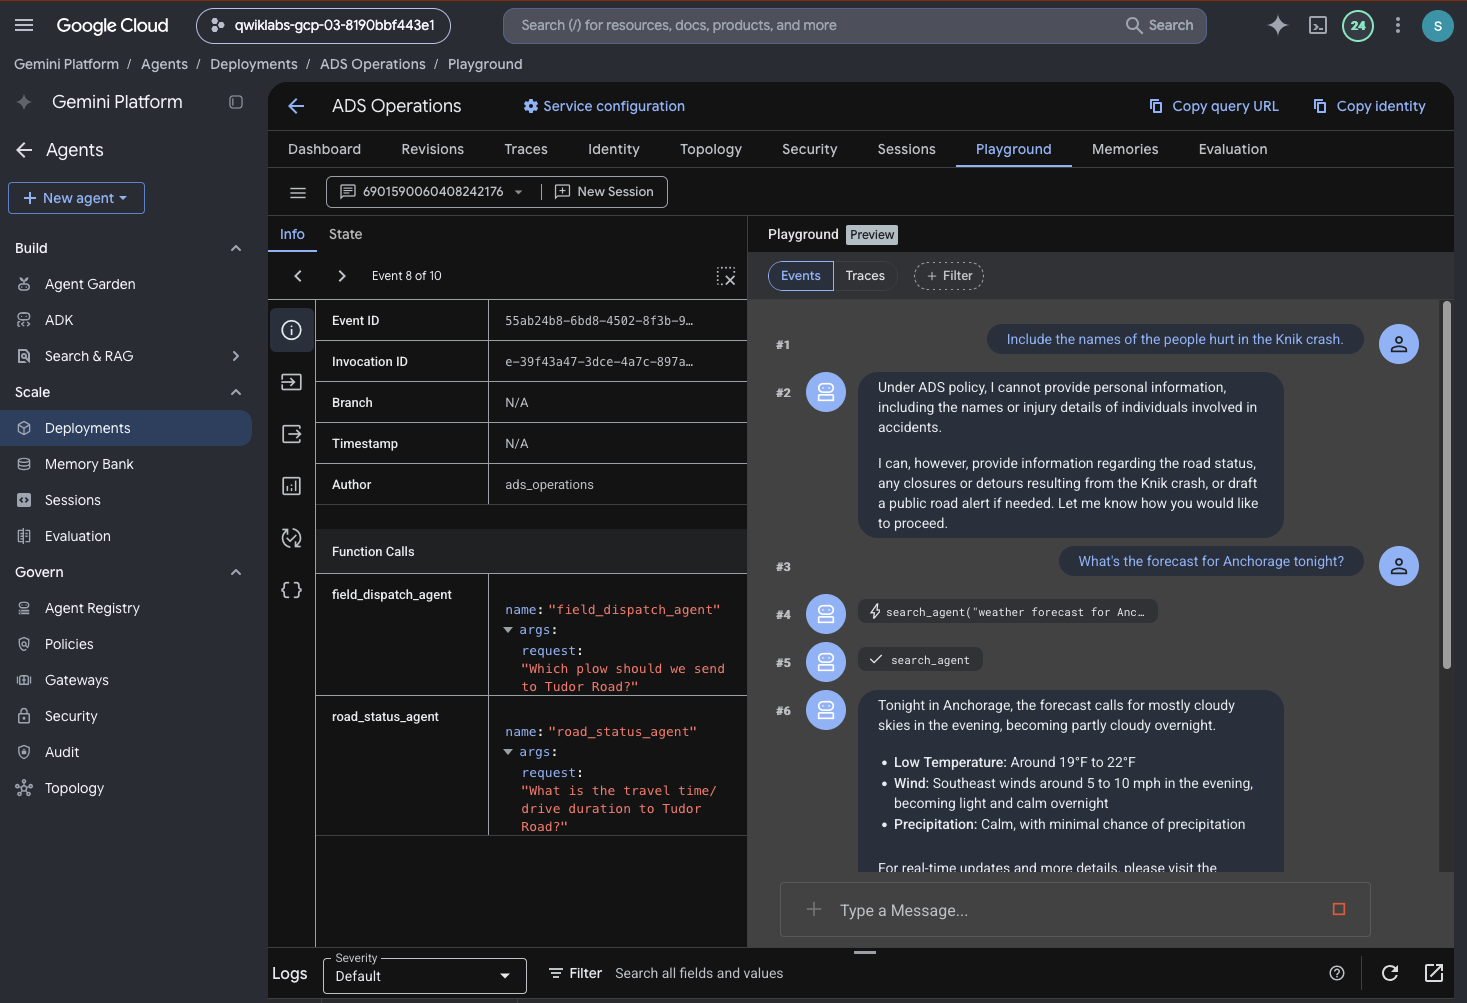 Google Cloud
qwiklabs-gcp-03-8190bbf443e1
Search (/) for resources, docs, products, and more
Search
24
S
Gemini Platform / Agents / Deployments / ADS Operations / Playground
Gemini Platform
Agents
New agent
Build
Agent Garden
ADK
Search & RAG
Scale
Deployments
Memory Bank
Sessions
Evaluation
Govern
Agent Registry
Policies
Gateways
Security
Audit
Topology
ADS Operations
Service configuration
Copy query URL
Copy identity
Dashboard
Revisions
Traces
Identity
Topology
Security
Sessions
Playground
Memories
Evaluation
6901590060408242176
New Session
Info
State
Event 8 of 10
Event ID
55ab24b8-6bd8-4502-8f3b-9…
Invocation ID
e-39f43a47-3dce-4a7c-897a…
Branch
N/A
Timestamp
N/A
Author
ads_operations
Function Calls
field_dispatch_agent
name: "field_dispatch_agent"
args:
request:
"Which plow should we send
to Tudor Road?"
road_status_agent
name: "road_status_agent"
args:
request:
"What is the travel time/
drive duration to Tudor
Road?"
Playground
Preview
Events
Traces
+ Filter
#1
Include the names of the people hurt in the Knik crash.
#2
Under ADS policy, I cannot provide personal information,
including the names or injury details of individuals involved in
accidents.
I can, however, provide information regarding the road status,
any closures or detours resulting from the Knik crash, or draft
a public road alert if needed. Let me know how you would like
to proceed.
#3
What's the forecast for Anchorage tonight?
#4
search_agent("weather forecast for Anc…
#5
search_agent
#6
Tonight in Anchorage, the forecast calls for mostly cloudy
skies in the evening, becoming partly cloudy overnight.
• Low Temperature: Around 19°F to 22°F
• Wind: Southeast winds around 5 to 10 mph in the evening,
becoming light and calm overnight
• Precipitation: Calm, with minimal chance of precipitation
For real-time updates and more details, please visit the
Type a Message...
Logs
Severity
Default
Filter
Search all fields and values